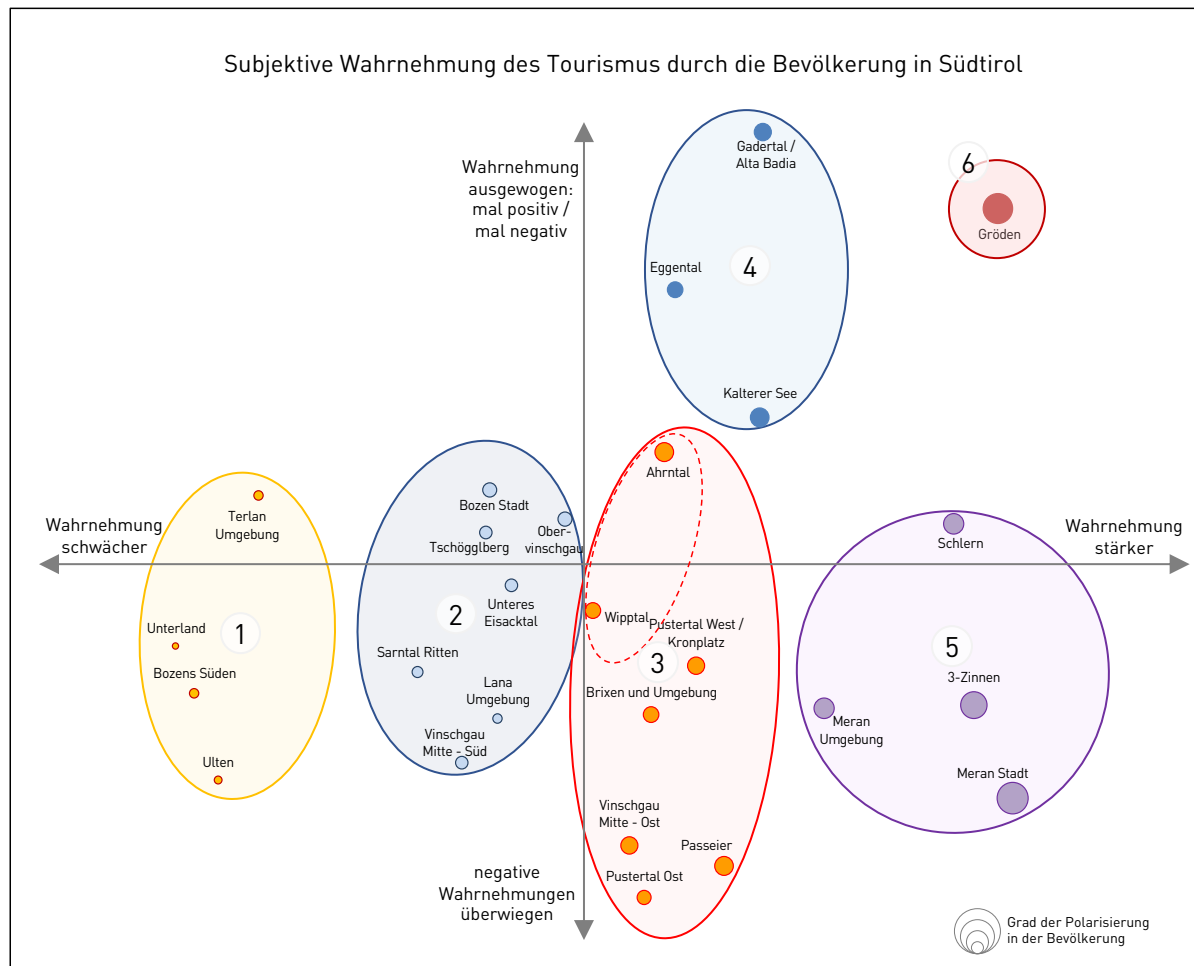 Subjektive Wahrnehmung des Tourismus durch die Bevölkerung in Südtirol
Wahrnehmung
ausgewogen:
mal positiv /
mal negativ
Gadertal /
Alta Badia
6
Gröden
Eggental
4
Kalterer See
Ahrntal
Wahrnehmung
schwächer
Terlan
Umgebung
Bozen Stadt
Tschögglberg
Ober-
vinschgau
Schlern
Wahrnehmung
stärker
Unterland
1
Bozens Süden
Ulten
2
Unteres
Eisacktal
Sarntal Ritten
Lana
Umgebung
Vinschgau
Mitte - Süd
Wipptal
Pustertal West /
Kronplatz
3
Brixen und Umgebung
Vinschgau
Mitte - Ost
Passeier
Pustertal Ost
5
3-Zinnen
Meran
Umgebung
Meran Stadt
negative
Wahrnehmungen
überwiegen
Grad der Polarisierung
in der Bevölkerung